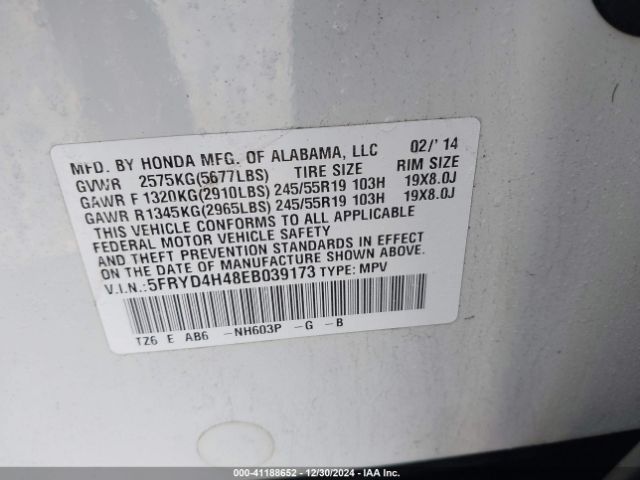 MFD. BY HONDA MFG. OF ALABAMA, LLC 02/' 14
GVWR 2575KG(5677LBS) TIRE SIZE RIM SIZE
GAWR F 1320KG(2910LBS) 245/55R19 103H 19X8.0J
GAWR R1345KG(2965LBS) 245/55R19 103H 19X8.0J
THIS VEHICLE CONFORMS TO ALL APPLICABLE
FEDERAL MOTOR VEHICLE SAFETY
AND THEFT PREVENTION STANDARDS IN EFFECT
ON THE DATE OF MANUFACTURE SHOWN ABOVE.
V.I.N.:5FRYD4H48EB039173 TYPE: MPV
TZ6 E AB6 -NH603P -G -B
000-41188652 - 12/30/2024 - IAAI.com